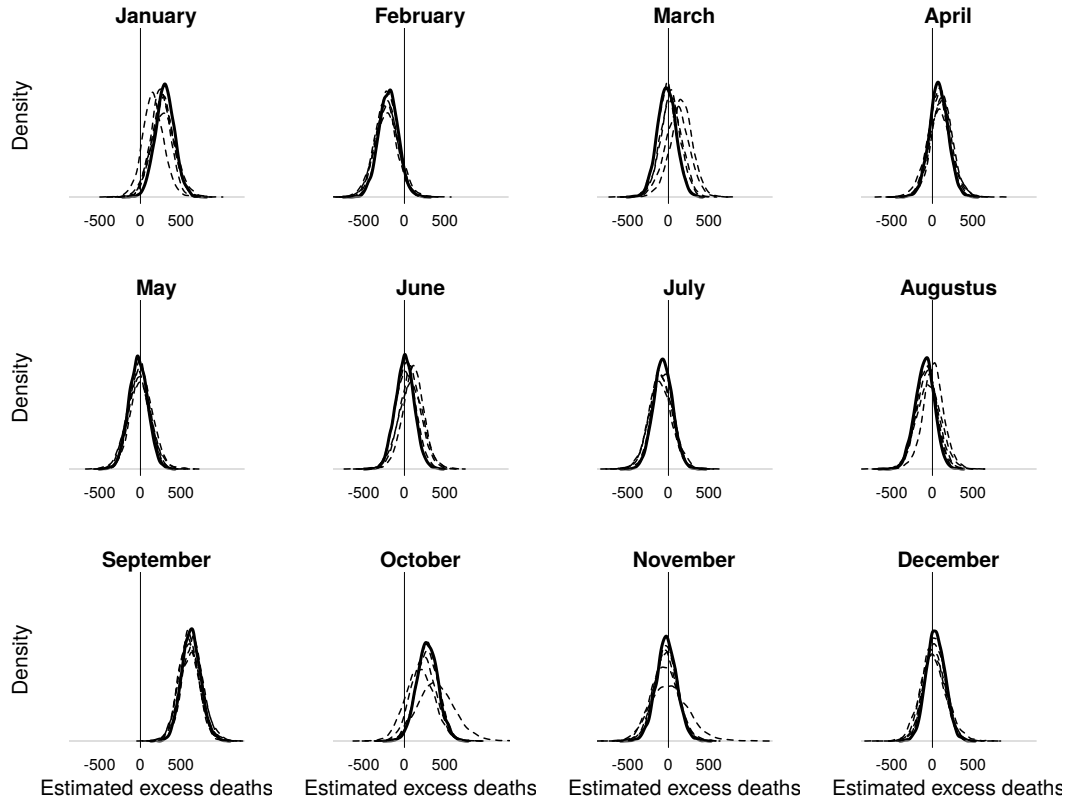 January February March April
Density
-500 0 500 -500 0 500 -500 0 500 -500 0 500
May June July Augustus
Density
-500 0 500 -500 0 500 -500 0 500 -500 0 500
September October November December
Density
-500 0 500 -500 0 500 -500 0 500 -500 0 500
Estimated excess deaths Estimated excess deaths Estimated excess deaths Estimated excess deaths